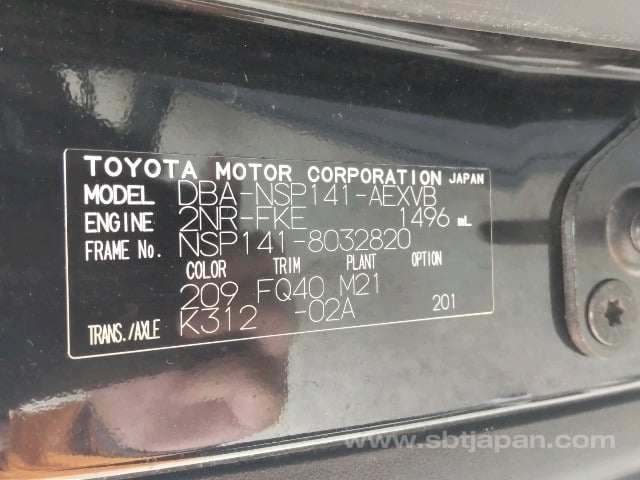 TOYOTA MOTOR CORPORATION JAPAN
MODEL DBA-NSP141-AEXVB
ENGINE 2NR-FKE 1496 mL
FRAME No. NSP141-8032820
COLOR TRIM PLANT OPTION
209 FQ40 M21
TRANS./AXLE K312 -02A 201
www.sbtjapan.com